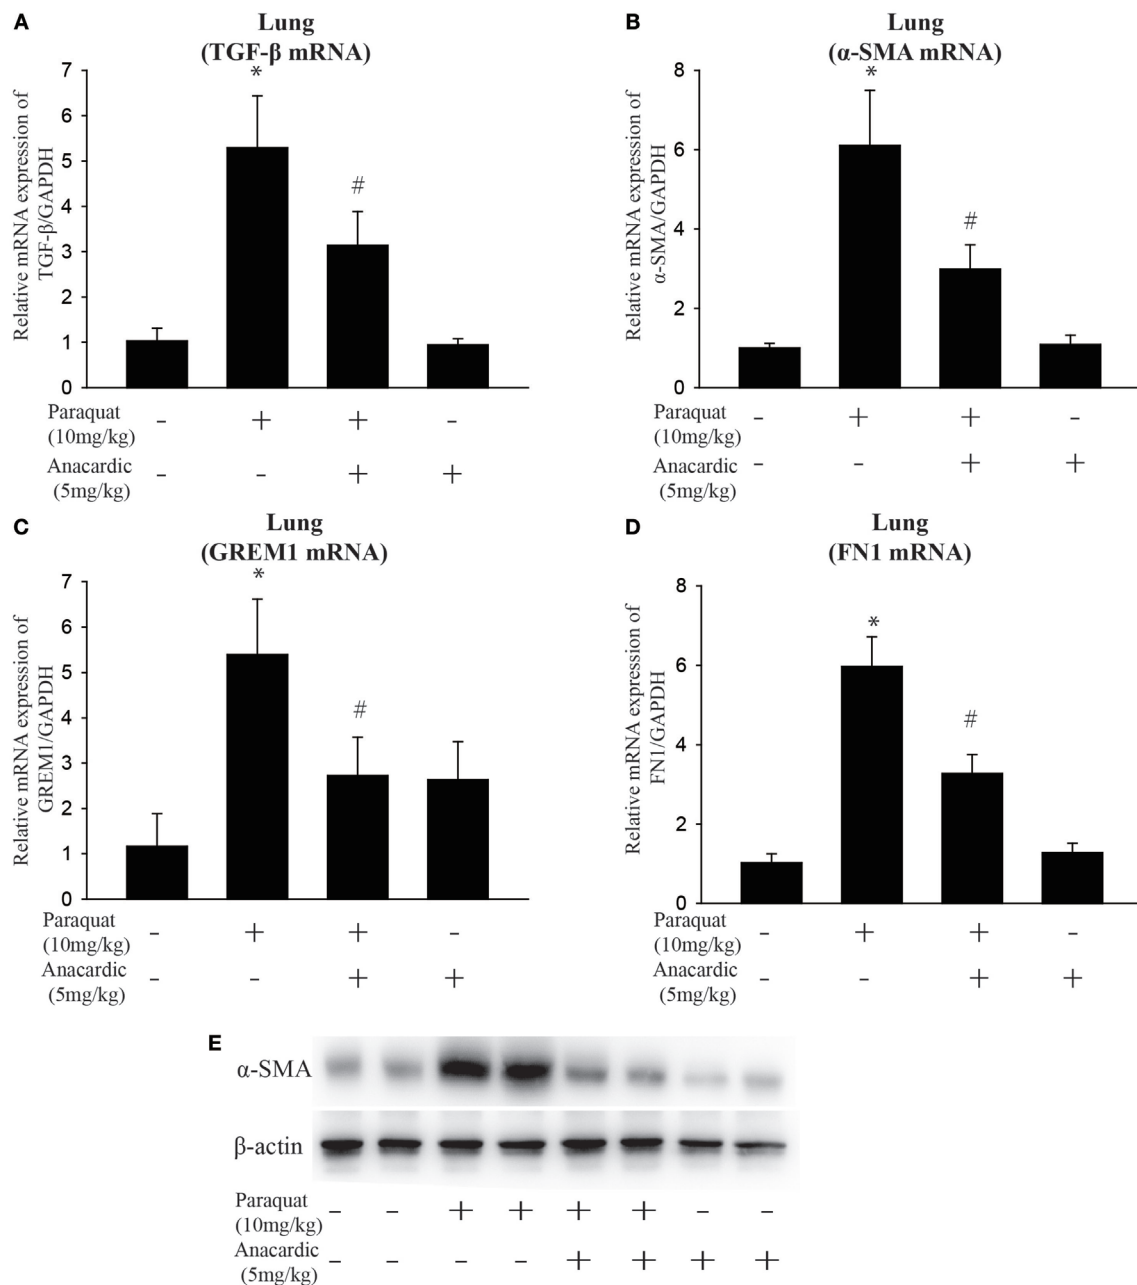 A
Lung
(TGF-β mRNA)
Relative mRNA expression of
TGF-β/GAPDH
7
6
5
4
3
2
1
0
*
#
Paraquat
(10mg/kg)
- + + -
Anacardic
(5mg/kg)
- - + +
B
Lung
(α-SMA mRNA)
Relative mRNA expression of
α-SMA/GAPDH
8
6
4
2
0
*
#
Paraquat
(10mg/kg)
- + + -
Anacardic
(5mg/kg)
- - + +
C
Lung
(GREM1 mRNA)
Relative mRNA expression of
GREM1/GAPDH
7
6
5
4
3
2
1
0
*
#
Paraquat
(10mg/kg)
- + + -
Anacardic
(5mg/kg)
- - + +
D
Lung
(FN1 mRNA)
Relative mRNA expression of
FN1/GAPDH
8
6
4
2
0
*
#
Paraquat
(10mg/kg)
- + + -
Anacardic
(5mg/kg)
- - + +
E
α-SMA
β-actin
Paraquat
(10mg/kg)
- - + + + + - -
Anacardic
(5mg/kg)
- - - - + + + +